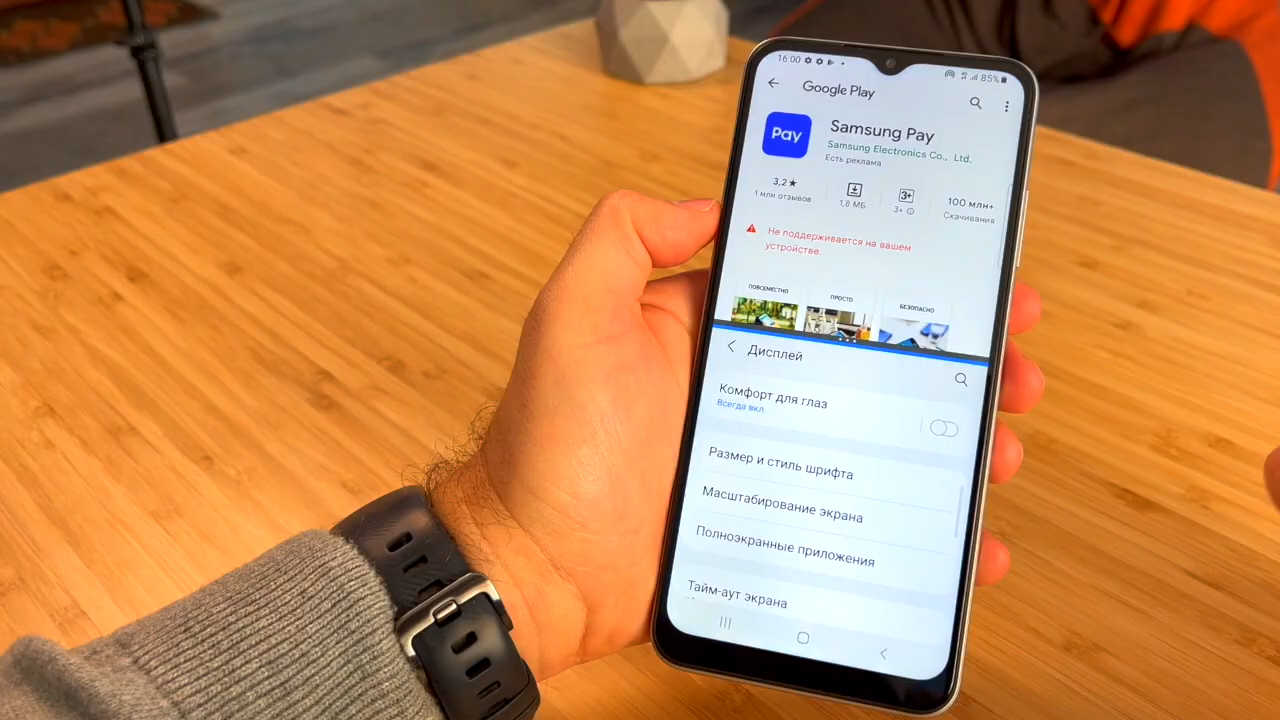 16:00
85%
Google Play
Pay
Samsung Pay
Samsung Electronics Co., Ltd.
Есть реклама
3,2★
1 млн отзывов
1,8 МБ
3+
3+
100 млн+
Скачивания
Не поддерживается на вашем
устройстве.
ПОВСЕМЕСТНО
ПРОСТО
БЕЗОПАСНО
Дисплей
Комфорт для глаз
Всегда вкл.
Размер и стиль шрифта
Масштабирование экрана
Полноэкранные приложения
Тайм-аут экрана